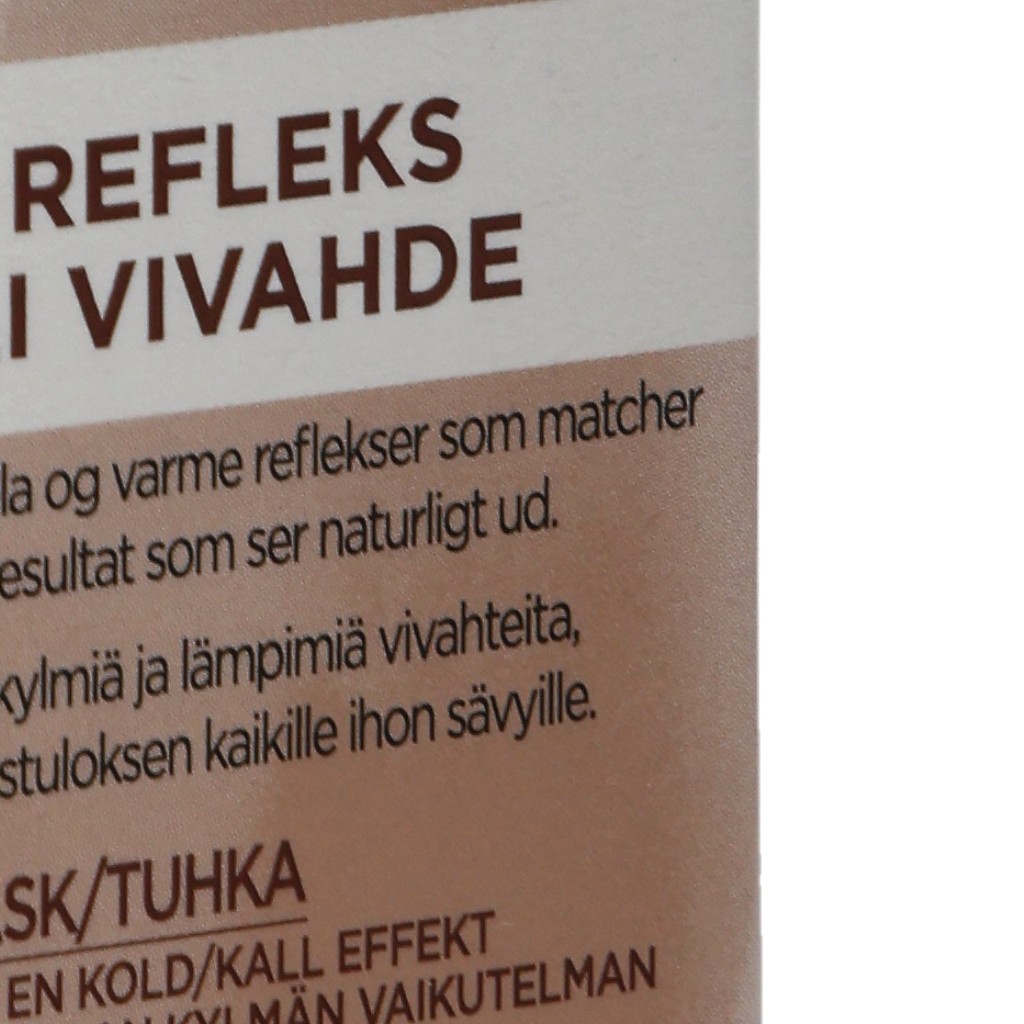 REFLEKS
I VIVAHDE
og varme reflekser som matcher
esultat som ser naturligt ud.
kylmiä ja lämpimiä vivahteita,
stuloksen kaikille ihon sävyille.
SK/TUHKA
EN KOLD/KALL EFFEKT
KYLMÄN VAIKUTELMAN